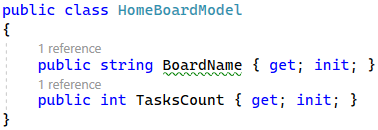 public class HomeBoardModel
{
1 reference
public string BoardName { get; init; }
1 reference
public int TasksCount { get; init; }
}